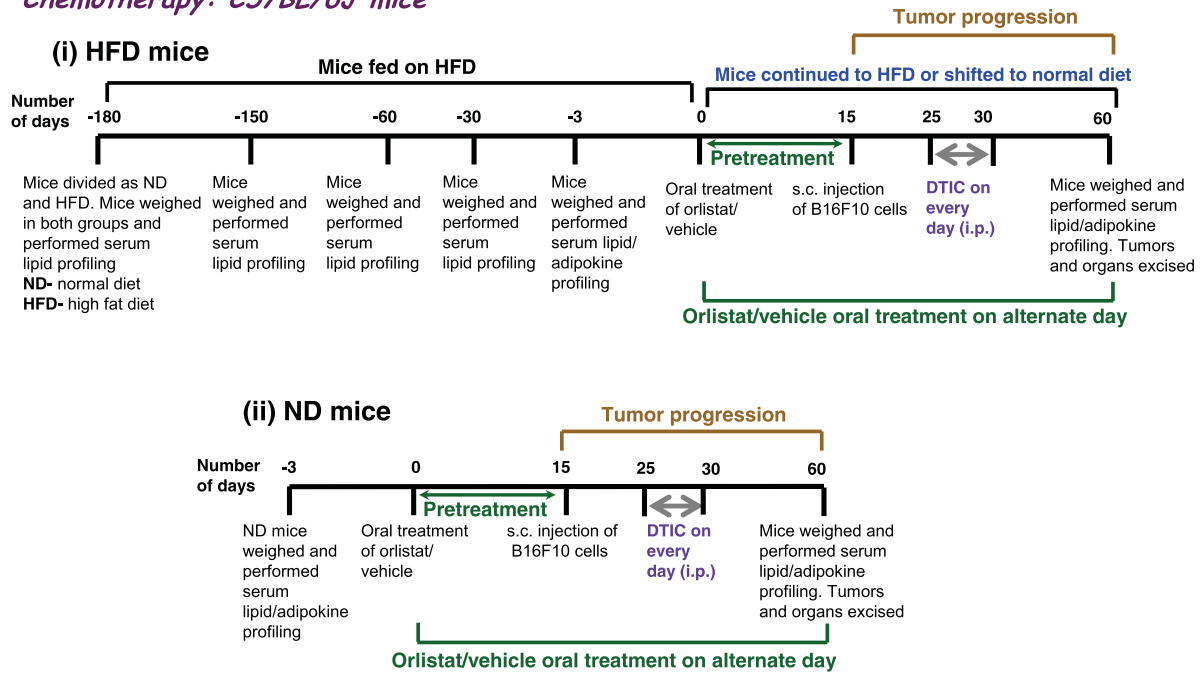 Chemotherapy: C57BL/6J mice
Tumor progression
(i) HFD mice
Mice fed on HFD
Mice continued to HFD or shifted to normal diet
Number
of days
-180 -150 -60 -30 -3 0 15 25 30 60
Pretreatment
Mice divided as ND
and HFD. Mice weighed
in both groups and
performed serum
lipid profiling
ND- normal diet
HFD- high fat diet
Mice
weighed and
performed
serum
lipid profiling
Mice
weighed and
performed
serum
lipid profiling
Mice
weighed and
performed
serum
lipid profiling
Mice
weighed and
performed
serum lipid/
adipokine
profiling
Oral treatment
of orlistat/
vehicle
s.c. injection
of B16F10 cells
DTIC on
every
day (i.p.)
Mice weighed and
performed serum
lipid/adipokine
profiling. Tumors
and organs excised
Orlistat/vehicle oral treatment on alternate day
(ii) ND mice
Tumor progression
Number
of days
-3 0 15 25 30 60
Pretreatment
ND mice
weighed and
performed
serum
lipid/adipokine
profiling
Oral treatment
of orlistat/
vehicle
s.c. injection of
B16F10 cells
DTIC on
every
day (i.p.)
Mice weighed and
performed serum
lipid/adipokine
profiling. Tumors
and organs excised
Orlistat/vehicle oral treatment on alternate day